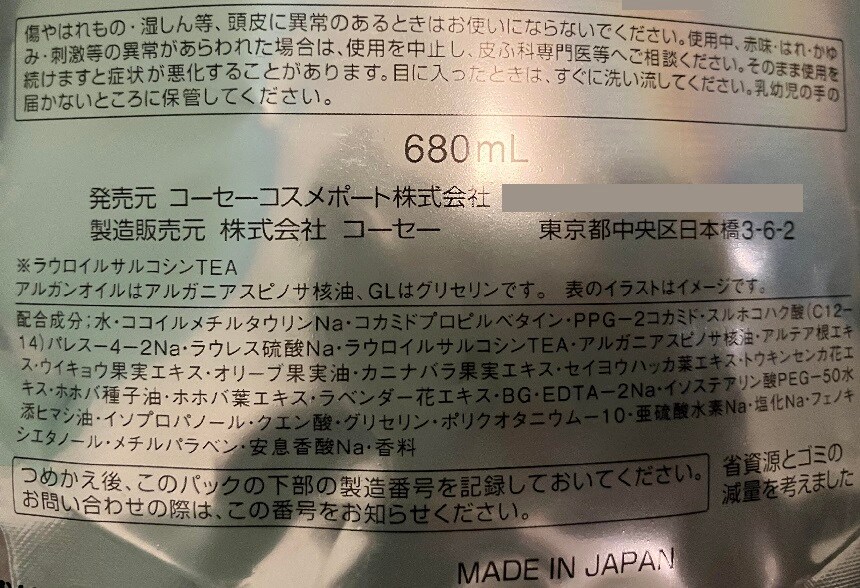 傷やはれもの・湿しん等、頭皮に異常のあるときはお使いにならないでください。使用中、赤味・はれ・かゆ
み・刺激等の異常があらわれた場合は、使用を中止し、皮ふ科専門医等へご相談ください。そのまま使用を
続けますと症状が悪化することがあります。目に入ったときは、すぐに洗い流してください。乳幼児の手の
届かないところに保管してください。
680mL
発売元 コーセーコスメポート株式会社
製造販売元 株式会社 コーセー 東京都中央区日本橋3-6-2
※ラウロイルサルコシンTEA
アルガンオイルはアルガニアスピノサ核油、GLはグリセリンです。 表のイラストはイメージです。
配合成分;水・ココイルメチルタウリンNa・コカミドプロピルベタイン・PPG-2コカミド・スルホコハク酸(C12-
14)パレス-4-2Na・ラウレス硫酸Na・ラウロイルサルコシンTEA・アルガニアスピノサ核油・アルテア根エキ
ス・ウイキョウ果実エキス・オリーブ果実油・カニナバラ果実エキス・セイヨウハッカ葉エキス・トウキンセンカ花エ
キス・ホホバ種子油・ホホバ葉エキス・ラベンダー花エキス・BG・EDTA-2Na・イソステアリン酸PEG-50水
添ヒマシ油・イソプロパノール・クエン酸・グリセリン・ポリクオタニウム-10・亜硫酸水素Na・塩化Na・フェノキ
シエタノール・メチルパラベン・安息香酸Na・香料
つめかえ後、このパックの下部の製造番号を記録しておいてください。
お問い合わせの際は、この番号をお知らせください。
省資源とゴミの
減量を考えました
MADE IN JAPAN